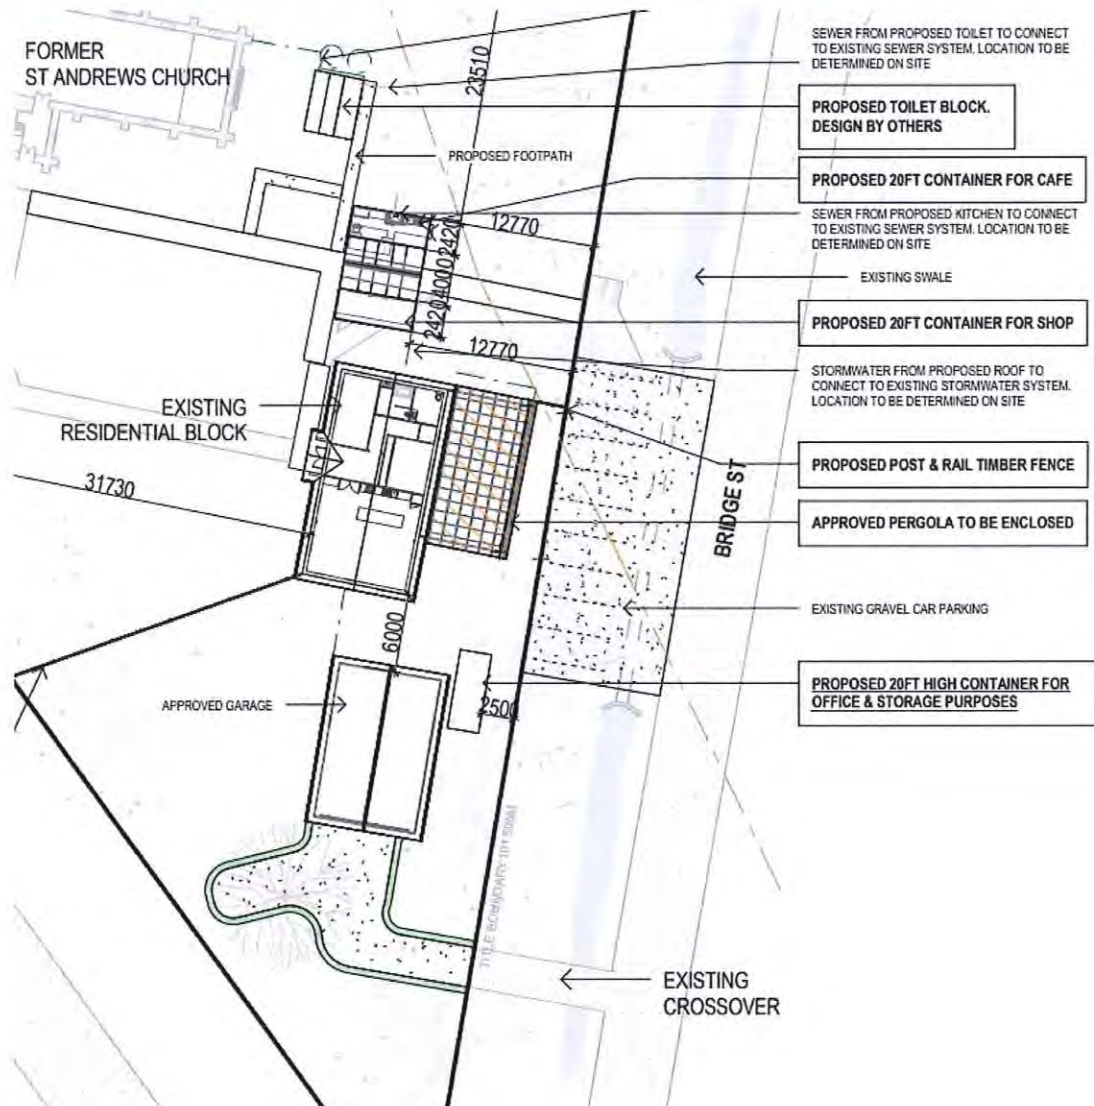 FORMER
ST ANDREWS CHURCH
23510
SEWER FROM PROPOSED TOILET TO CONNECT
TO EXISTING SEWER SYSTEM. LOCATION TO BE
DETERMINED ON SITE
PROPOSED TOILET BLOCK.
DESIGN BY OTHERS
PROPOSED FOOTPATH
PROPOSED 20FT CONTAINER FOR CAFE
12770
SEWER FROM PROPOSED KITCHEN TO CONNECT
TO EXISTING SEWER SYSTEM. LOCATION TO BE
DETERMINED ON SITE
2420
4000
2420
EXISTING SWALE
PROPOSED 20FT CONTAINER FOR SHOP
12770
STORMWATER FROM PROPOSED ROOF TO
CONNECT TO EXISTING STORMWATER SYSTEM.
LOCATION TO BE DETERMINED ON SITE
EXISTING
RESIDENTIAL BLOCK
PROPOSED POST & RAIL TIMBER FENCE
31730
BRIDGE ST
APPROVED PERGOLA TO BE ENCLOSED
EXISTING GRAVEL CAR PARKING
6000
PROPOSED 20FT HIGH CONTAINER FOR
OFFICE & STORAGE PURPOSES
APPROVED GARAGE
2500
TITLE BOUNDARY
EXISTING
CROSSOVER